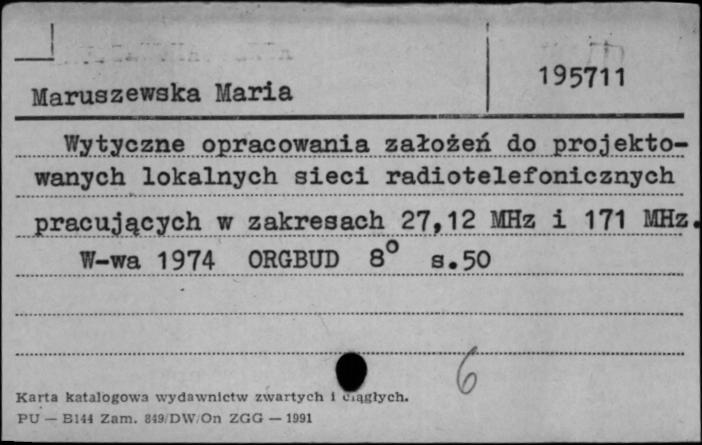 195711
Maruszewska Maria
Wytyczne opracowania założeń do projekto-
wanych lokalnych sieci radiotelefonicznych
pracujących w zakresach 27,12 MHz i 171 MHz.
W-wa 1974 ORGBUD 8° s.50
6
Karta katalogowa wydawnictw zwartych i ciągłych.
PU — B144 Zam. 849/DW/On ZGG — 1991